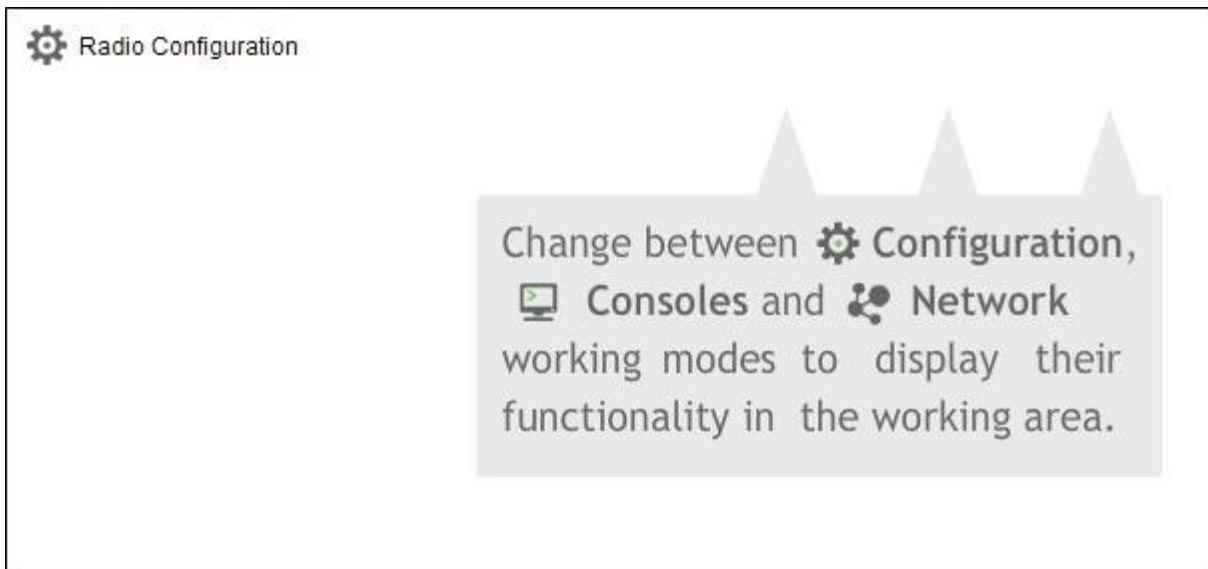 Radio Configuration
Change between Configuration,
Consoles and Network
working modes to display their
functionality in the working area.